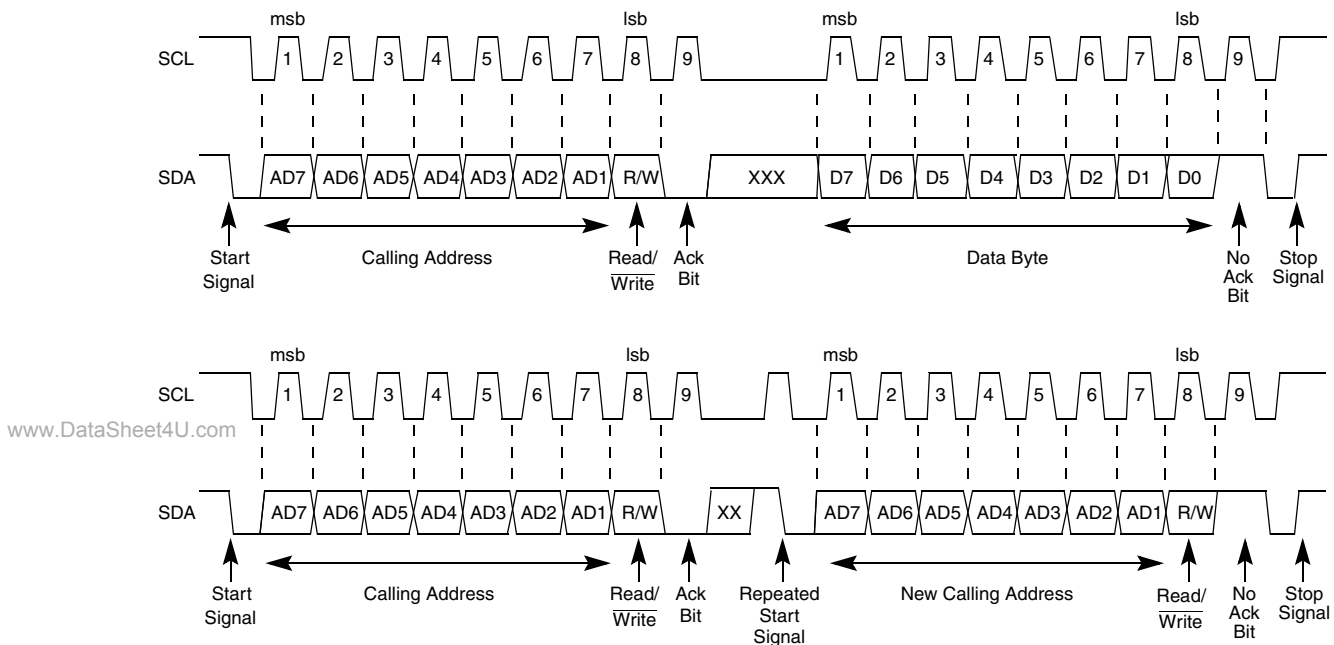 msb lsb msb lsb
SCL 1 2 3 4 5 6 7 8 9 1 2 3 4 5 6 7 8 9
SDA AD7 AD6 AD5 AD4 AD3 AD2 AD1 R/W XXX D7 D6 D5 D4 D3 D2 D1 D0
Start Calling Address Read/ Ack Data Byte No Stop
Signal Write Bit Ack Signal
Bit
msb lsb msb lsb
SCL 1 2 3 4 5 6 7 8 9 1 2 3 4 5 6 7 8 9
www.DataSheet4U.com
SDA AD7 AD6 AD5 AD4 AD3 AD2 AD1 R/W XX AD7 AD6 AD5 AD4 AD3 AD2 AD1 R/W
Start Calling Address Read/ Ack Repeated New Calling Address Read/ No Stop
Signal Write Bit Start Write Ack Signal
Signal Bit